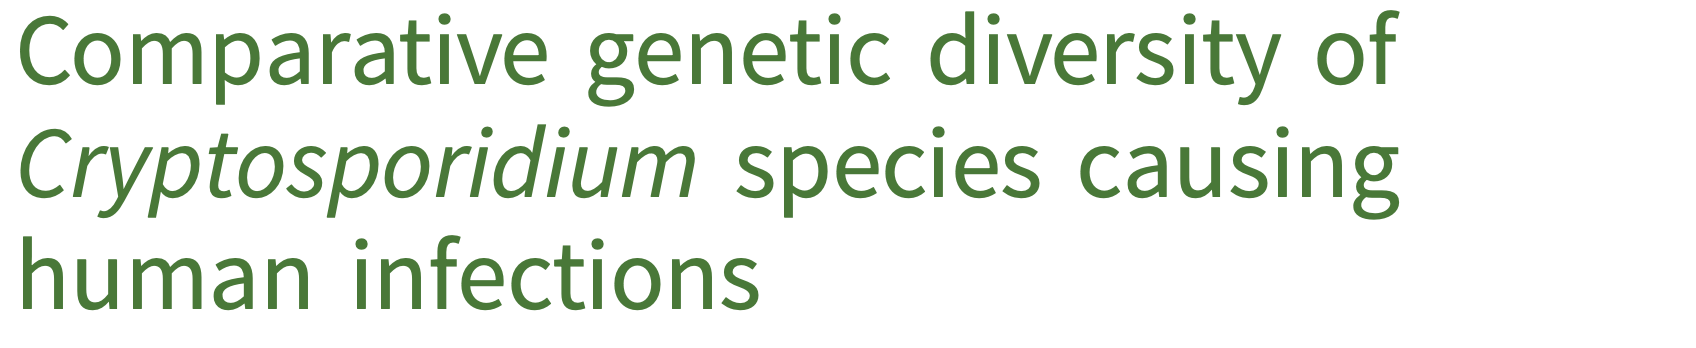 Comparative genetic diversity of
Cryptosporidium species causing
human infections